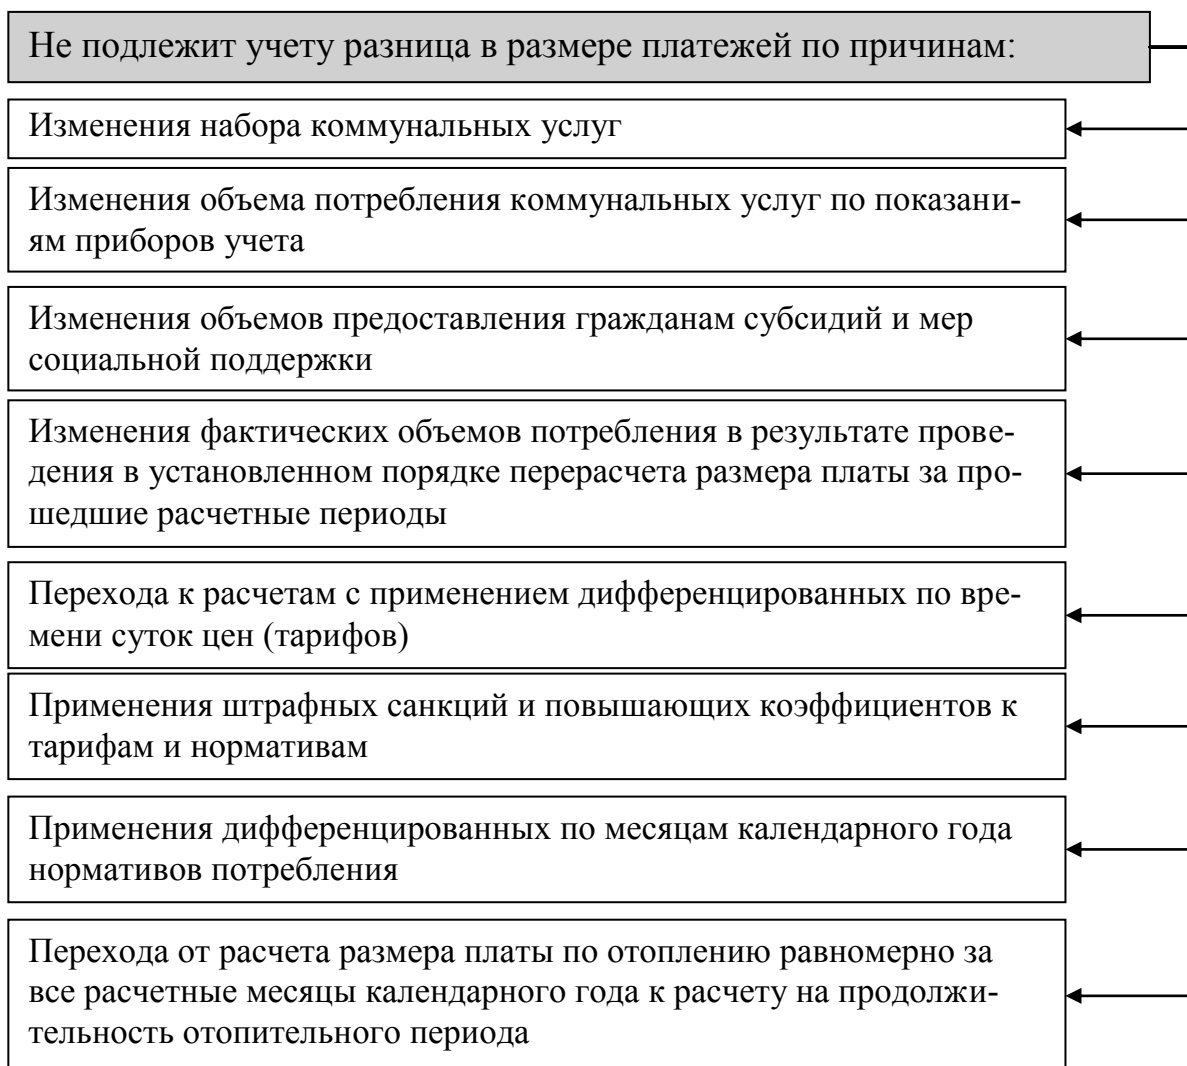 Не подлежит учету разница в размере платежей по причинам:
Изменения набора коммунальных услуг
Изменения объема потребления коммунальных услуг по показани-
ям приборов учета
Изменения объемов предоставления гражданам субсидий и мер
социальной поддержки
Изменения фактических объемов потребления в результате прове-
дения в установленном порядке перерасчета размера платы за про-
шедшие расчетные периоды
Перехода к расчетам с применением дифференцированных по вре-
мени суток цен (тарифов)
Применения штрафных санкций и повышающих коэффициентов к
тарифам и нормативам
Применения дифференцированных по месяцам календарного года
нормативов потребления
Перехода от расчета размера платы по отоплению равномерно за
все расчетные месяцы календарного года к расчету на продолжи-
тельность отопительного периода